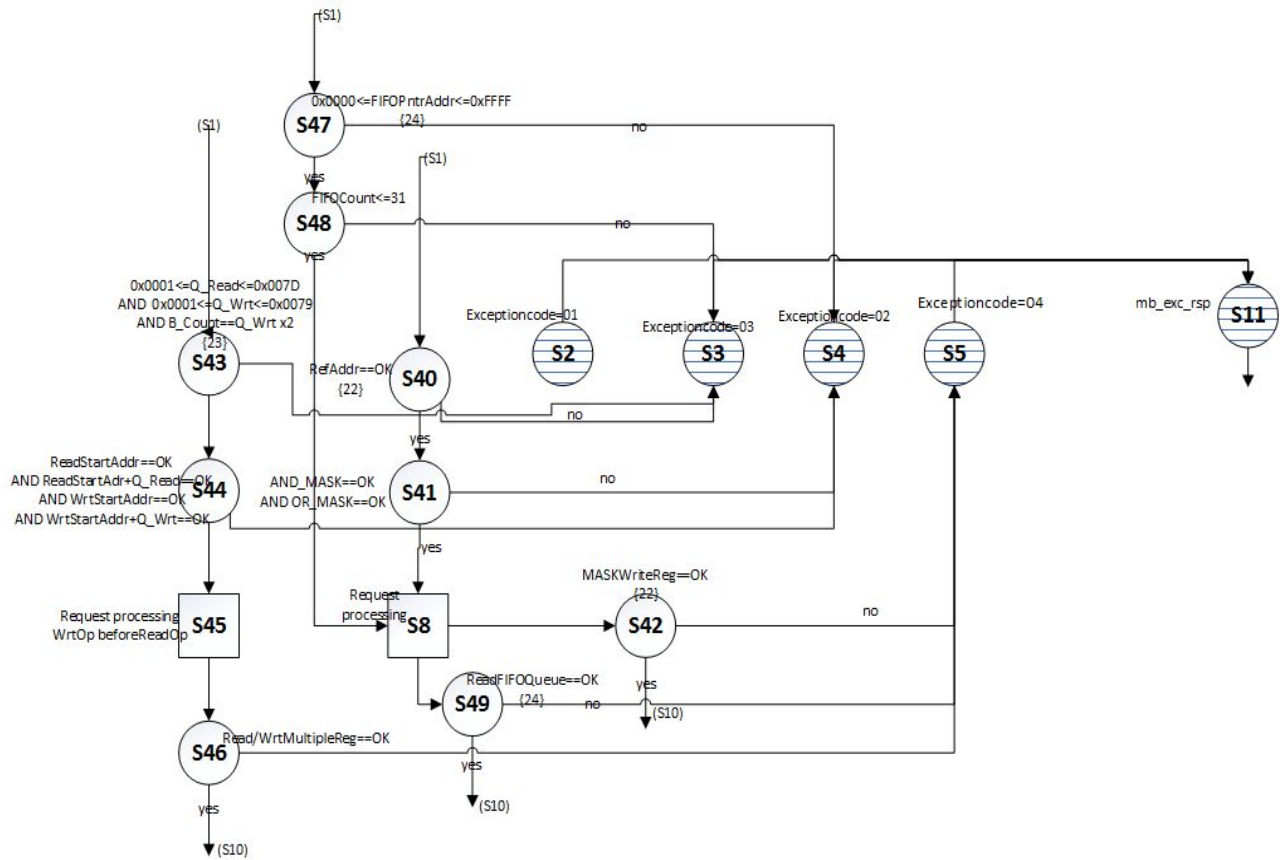 (S1)
0x0000<=FIFOPntrAddr<=0xFFFF
{24}
S47
no
(S1)
(S1)
yes
FIFOCount<=31
S48
no
yes
0x0001<=Q_Read<=0x007D
AND 0x0001<=Q_Wrt<=0x0079
AND B_Count==Q_Wrt x2
{23}
S43
Exceptioncode=01
S2
Exceptioncode=03
S3
Exceptioncode=02
S4
Exceptioncode=04
S5
mb_exc_rsp
S11
RefAddr==OK
{22}
S40
no
yes
ReadStartAddr==OK
AND ReadStartAdr+Q_Read==OK
AND WrtStartAddr==OK
AND WrtStartAddr+Q_Wrt==OK
S44
AND_MASK==OK
AND OR_MASK==OK
S41
no
yes
Request processing
WrtOp beforeReadOp
S45
Request
processing
S8
MASKWriteReg==OK
{22}
S42
no
yes
(S10)
ReadFIFOQueue==OK
{24}
S49
no
yes
(S10)
Read/WrtMultipleReg==OK
S46
yes
(S10)